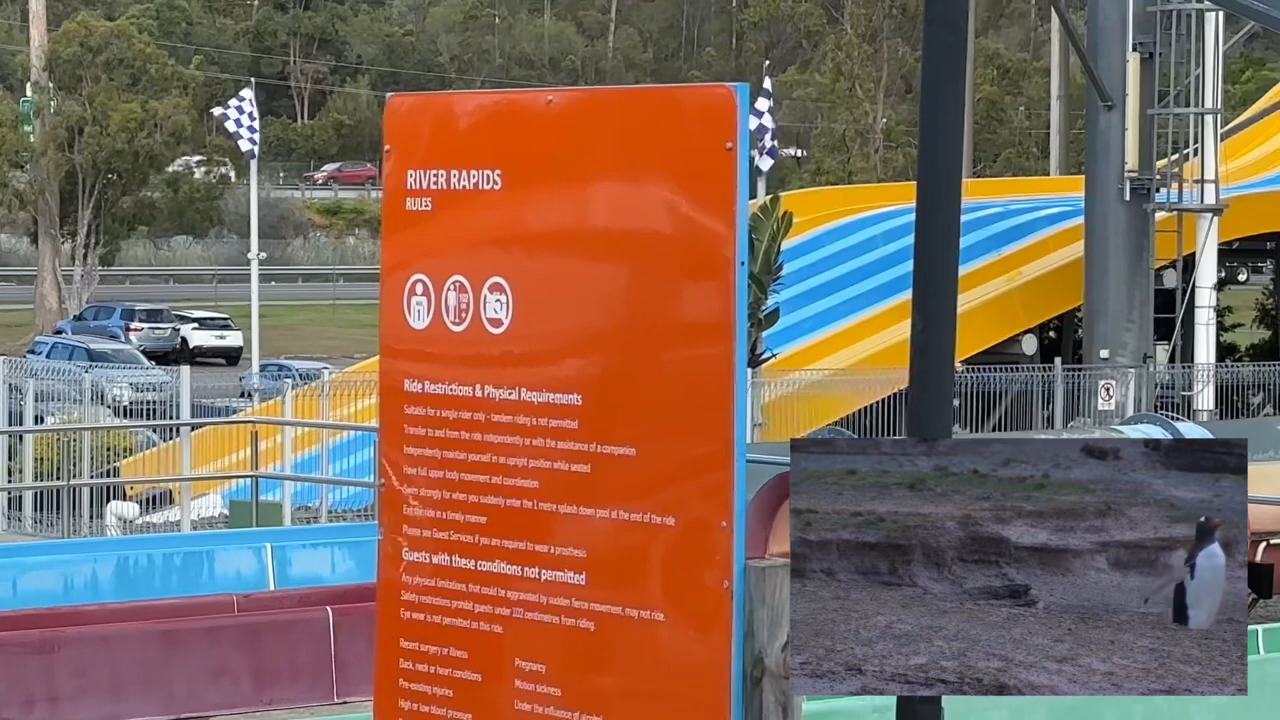 RIVER RAPIDS
RULES
102
Ride Restrictions & Physical Requirements
Suitable for a single rider only - tandem riding is not permitted
Transfer to and from the ride independently or with the assistance of a companion
Independently maintain yourself in an upright position while seated
Have full upper body movement and coordination
Swim strongly for when you suddenly enter the 1 metre splash down pool at the end of the ride
Exit the ride in a timely manner
Please see Guest Services if you are required to wear a prosthesis
Guests with these conditions not permitted
Any physical limitations, that could be aggravated by sudden fierce movement, may not ride.
Safety restrictions prohibit guests under 102 centimetres from riding.
Eye wear is not permitted on this ride.
Recent surgery or illness
Back, neck or heart conditions
Pre-existing injuries
High or low blood pressure
Pregnancy
Motion sickness
Under the influence of alcohol